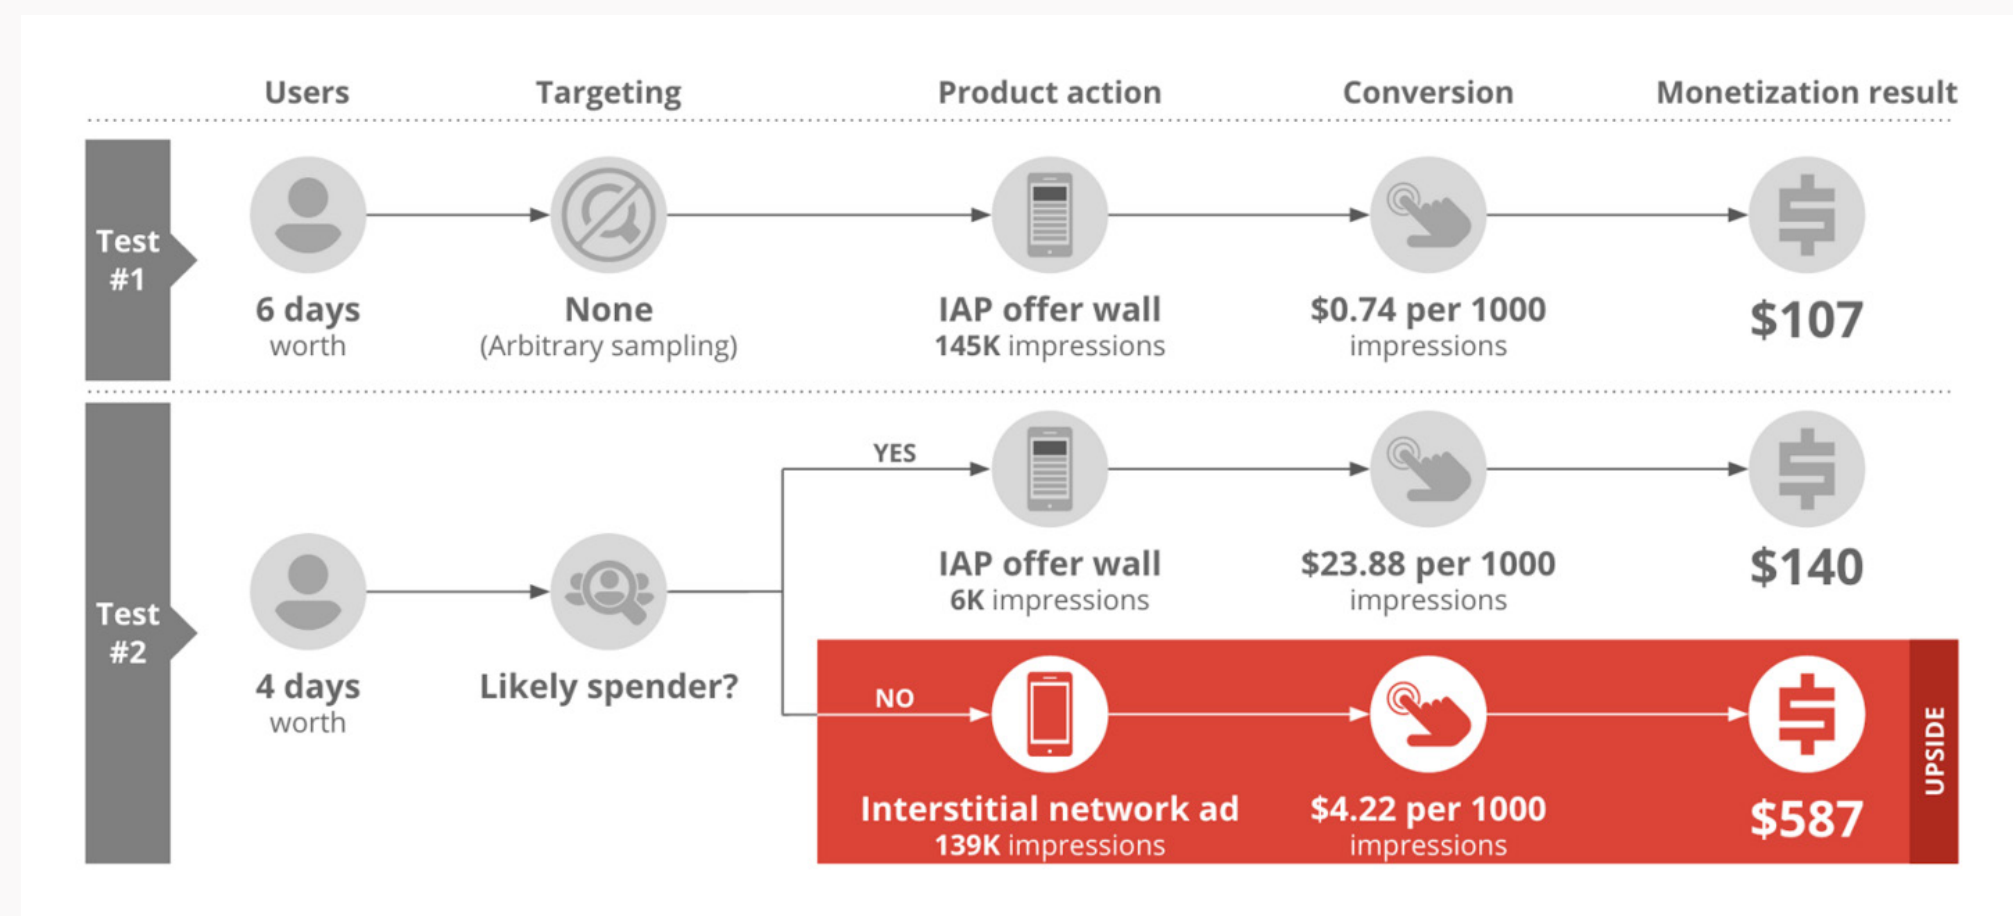 Users Targeting Product action Conversion Monetization result
Test
#1
6 days
worth
None
(Arbitrary sampling)
IAP offer wall
145K impressions
$0.74 per 1000
impressions
$107
Test
#2
4 days
worth
Likely spender?
YES
IAP offer wall
6K impressions
$23.88 per 1000
impressions
$140
NO
Interstitial network ad
139K impressions
$4.22 per 1000
impressions
$587
UPSIDE